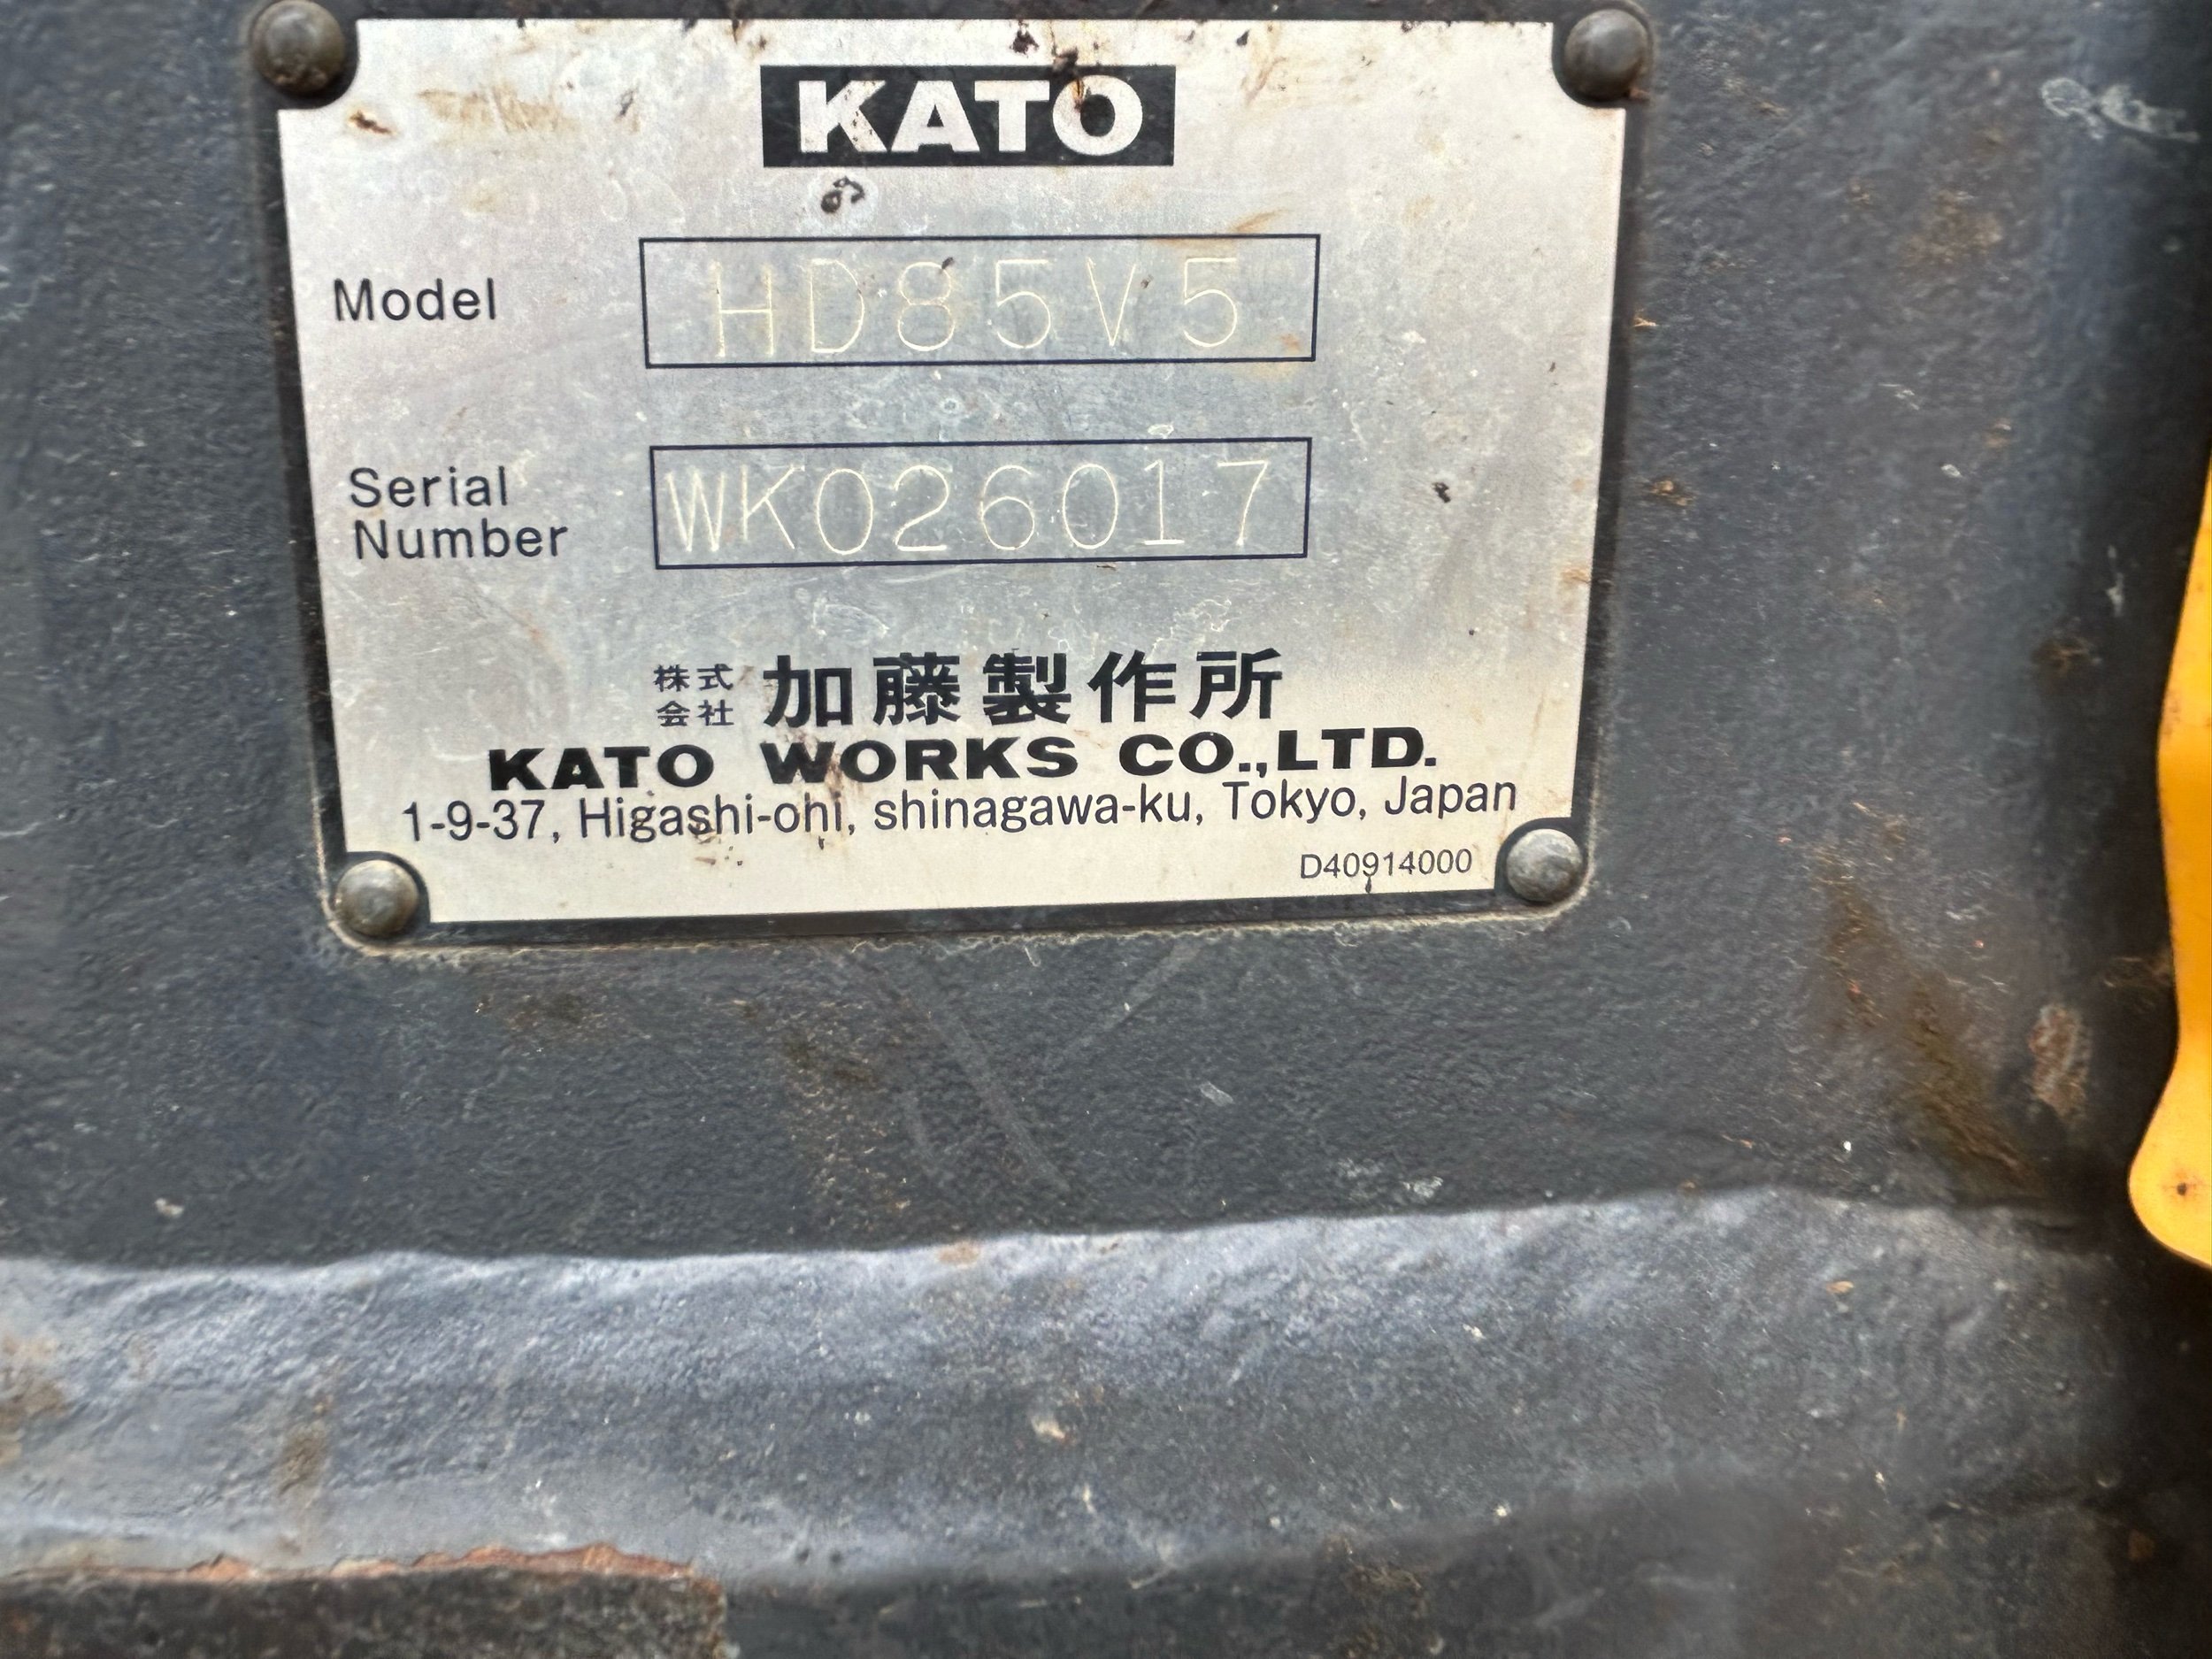 KATO
Model HD85V5
Serial
Number WK026017
株式会社 加藤製作所
KATO WORKS CO.,LTD.
1-9-37, Higashi-ohi, shinagawa-ku, Tokyo, Japan
D40914000